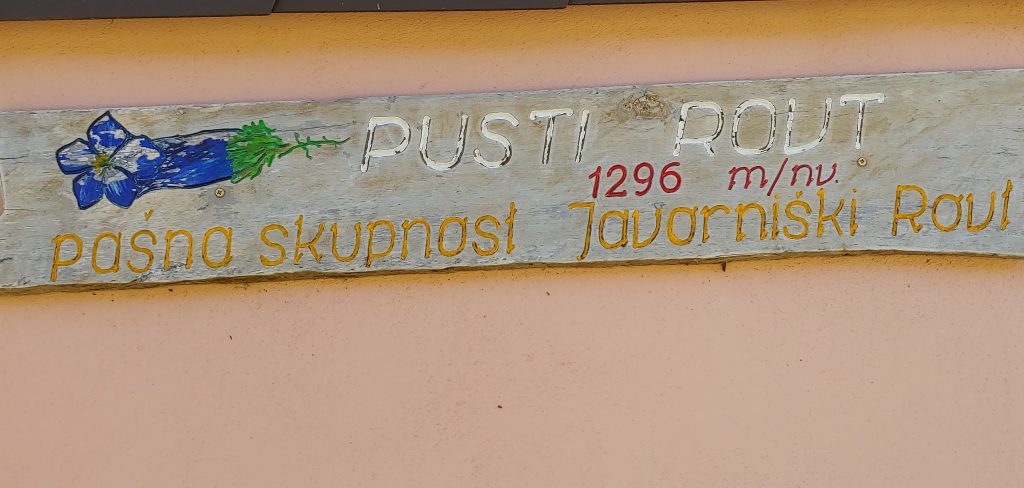 PUSTI ROUT
1296 m/nv.
pašna skupnost Javorniški Rovt